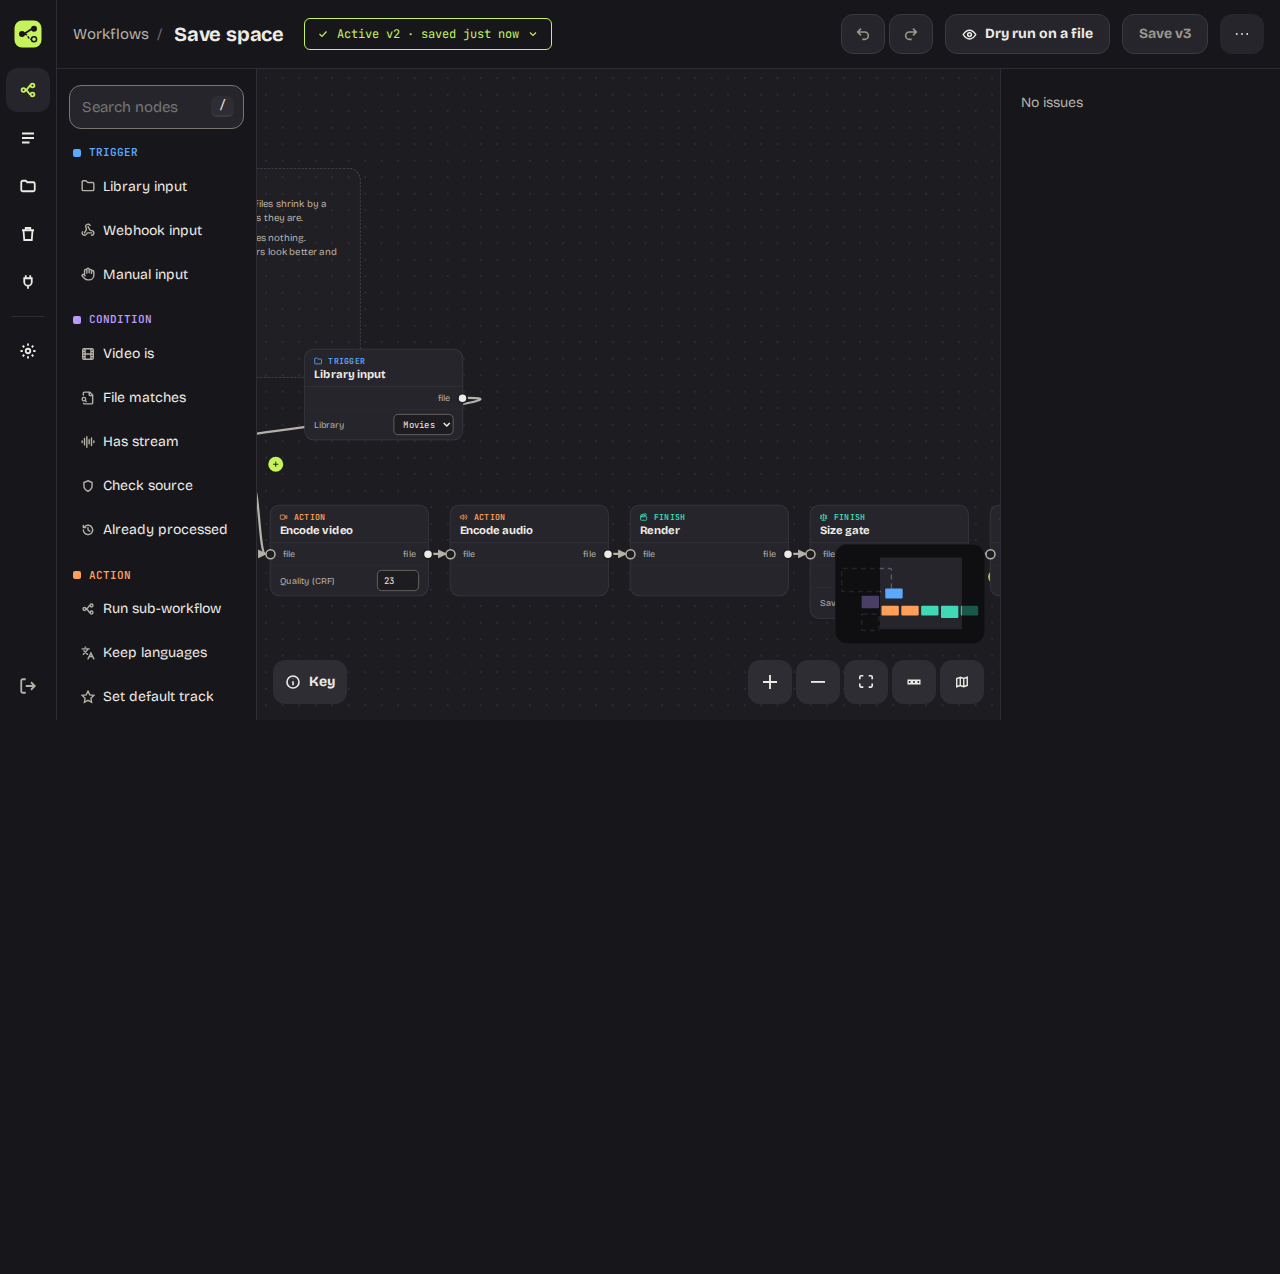 Workflows / Save space
Active v2 · saved just now
Dry run on a file
Save v3
Search nodes /
No issues
TRIGGER
Library input
Webhook input
Manual input
CONDITION
Video is
File matches
Has stream
Check source
Already processed
ACTION
Run sub-workflow
Keep languages
Set default track
files shrink by a
s they are.
es nothing.
rs look better and
TRIGGER
Library input
file
Library
Movies
ACTION
Encode video
file
file
Quality (CRF)
23
ACTION
Encode audio
file
file
FINISH
Render
file
file
FINISH
Size gate
file
Sav
Key